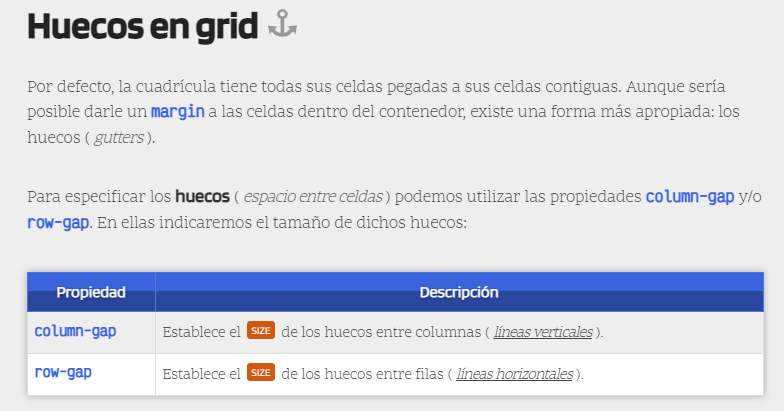 Huecos en grid
Por defecto, la cuadrícula tiene todas sus celdas pegadas a sus celdas contiguas. Aunque sería
posible darle un margin a las celdas dentro del contenedor, existe una forma más apropiada: los
huecos ( gutters ).
Para especificar los huecos ( espacio entre celdas ) podemos utilizar las propiedades column-gap y/o
row-gap. En ellas indicaremos el tamaño de dichos huecos:
Propiedad Descripción
column-gap Establece el SIZE de los huecos entre columnas ( líneas verticales ).
row-gap Establece el SIZE de los huecos entre filas ( líneas horizontales ).